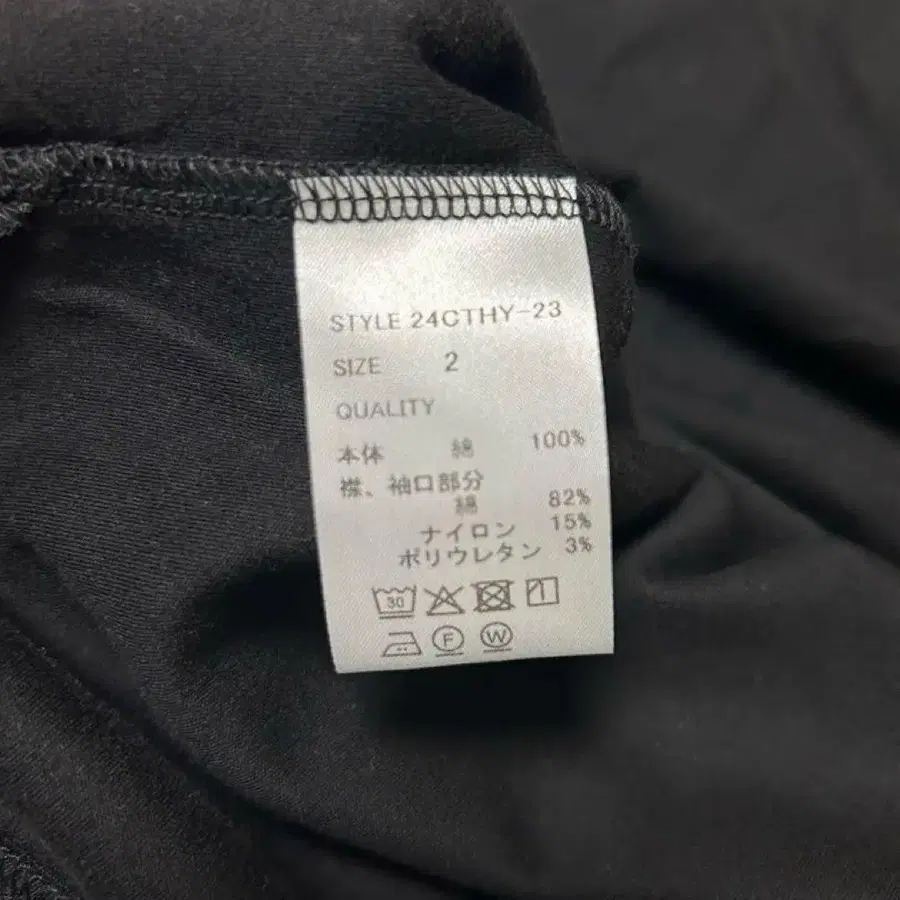 STYLE 24CTHY-23
SIZE 2
QUALITY
本体 綿 100%
襟、袖口部分
綿 82%
ナイロン 15%
ポリウレタン 3%
30
F W